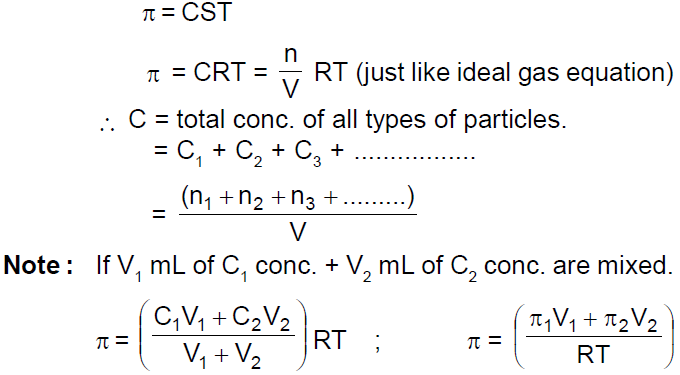 π = CST
π = CRT = n/V RT (just like ideal gas equation)
∴ C = total conc. of all types of particles.
= C₁ + C₂ + C₃ + .................
= (n₁ + n₂ + n₃ + .........)/V
Note : If V₁ mL of C₁ conc. + V₂ mL of C₂ conc. are mixed.
π = ((C₁V₁ + C₂V₂)/(V₁ + V₂)) RT ; π = ((π₁V₁ + π₂V₂)/RT)